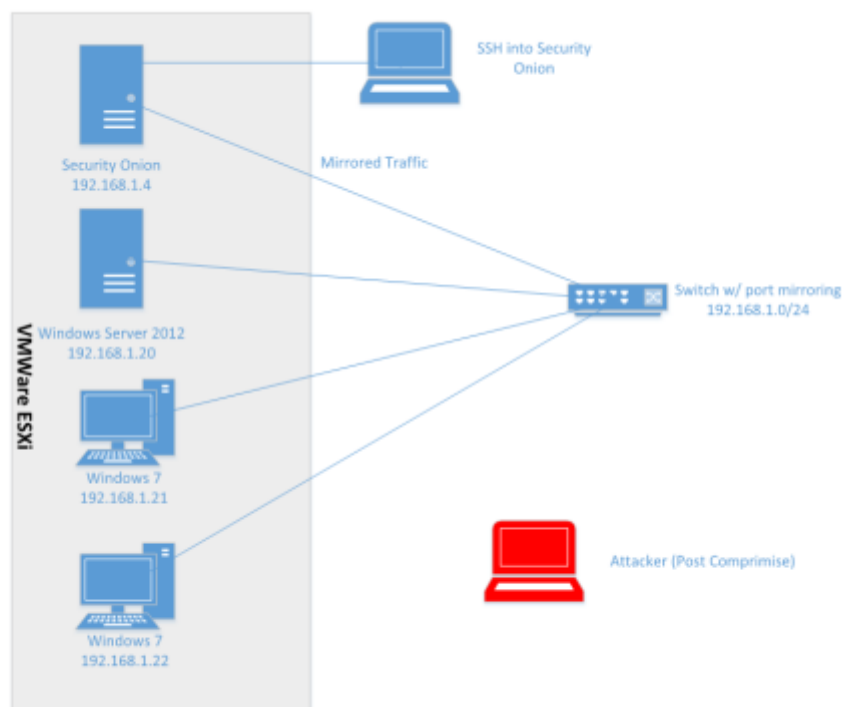 SSH into Security
Onion
Security Onion
192.168.1.4
Mirrored Traffic
Switch w/ port mirroring
192.168.1.0/24
Windows Server 2012
192.168.1.20
VMWare ESXi
Windows 7
192.168.1.21
Attacker (Post Comprimise)
Windows 7
192.168.1.22